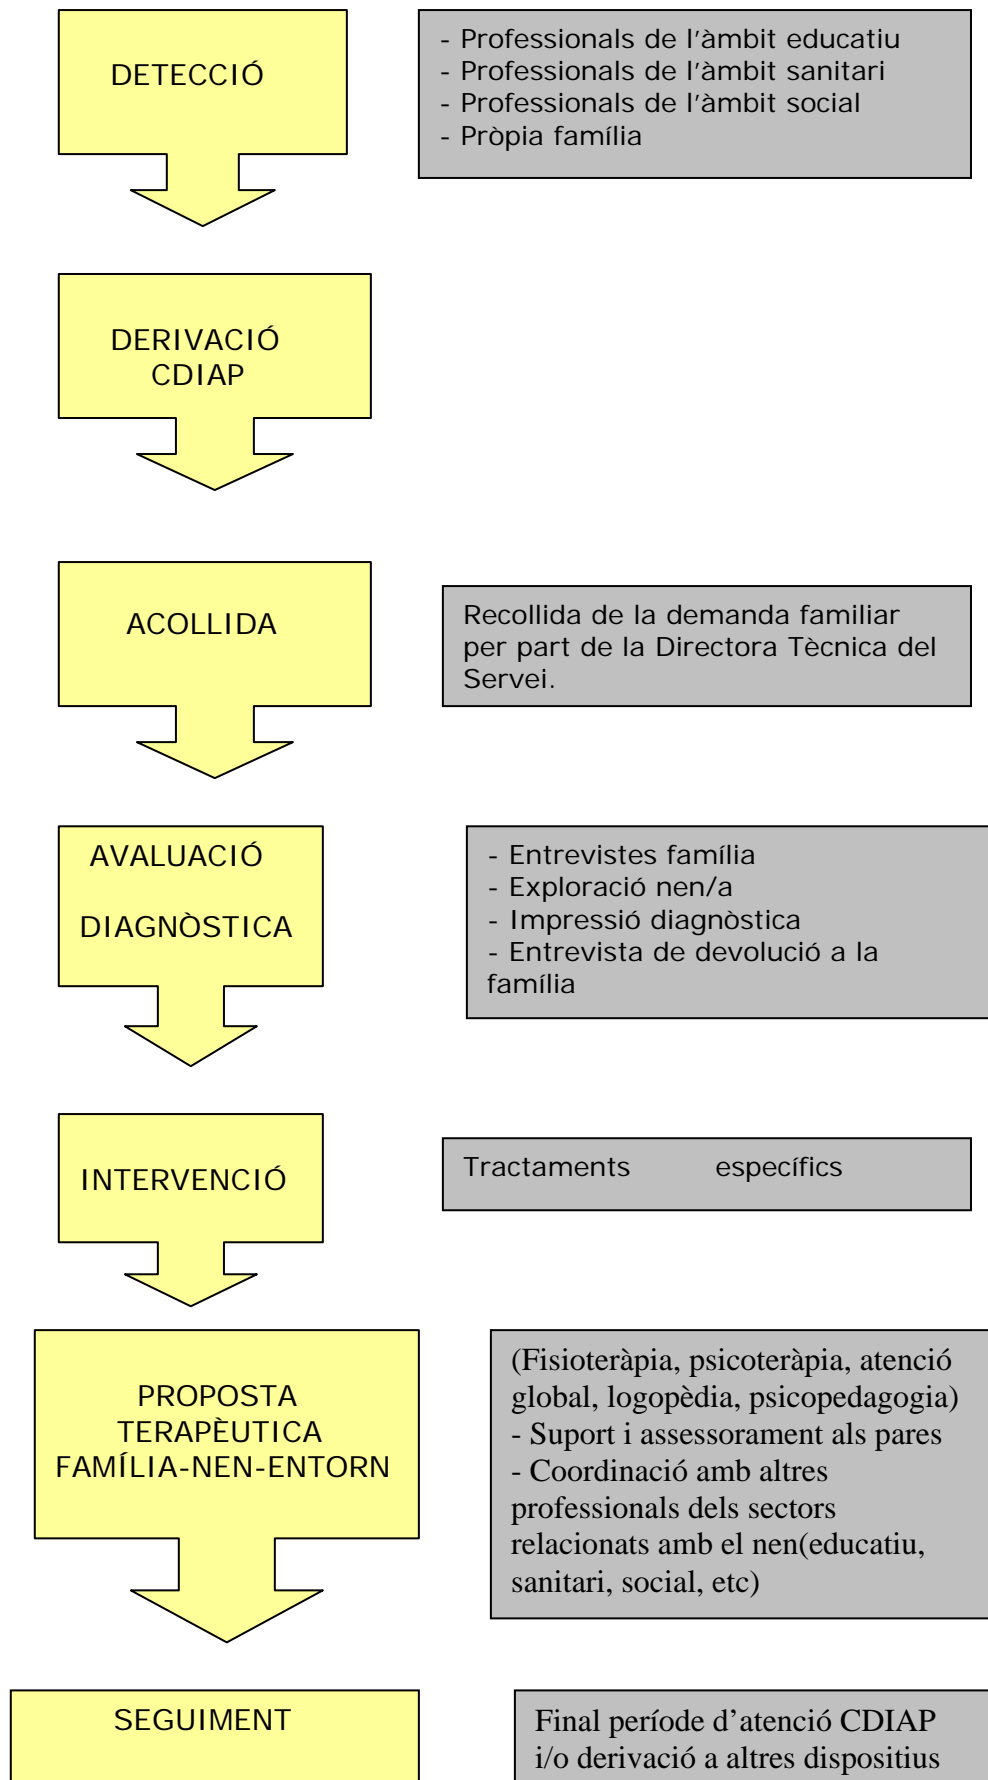 DETECCIÓ
- Professionals de l’àmbit educatiu
- Professionals de l’àmbit sanitari
- Professionals de l’àmbit social
- Pròpia família
DERIVACIÓ
CDIAP
ACOLLIDA
Recollida de la demanda familiar
per part de la Directora Tècnica del
Servei.
AVALUACIÓ
DIAGNÒSTICA
- Entrevistes família
- Exploració nen/a
- Impressió diagnòstica
- Entrevista de devolució a la
família
INTERVENCIÓ
Tractaments específics
PROPOSTA
TERAPÈUTICA
FAMÍLIA-NEN-ENTORN
(Fisioteràpia, psicoteràpia, atenció
global, logopèdia, psicopedagogia)
- Suport i assessorament als pares
- Coordinació amb altres
professionals dels sectors
relacionats amb el nen(educatiu,
sanitari, social, etc)
SEGUIMENT
Final període d’atenció CDIAP
i/o derivació a altres dispositius